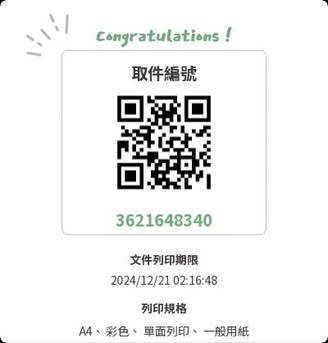 Congratulations !
取件編號
3621648340
文件列印期限
2024/12/21 02:16:48
列印規格
A4、 彩色、 單面列印、 一般用紙